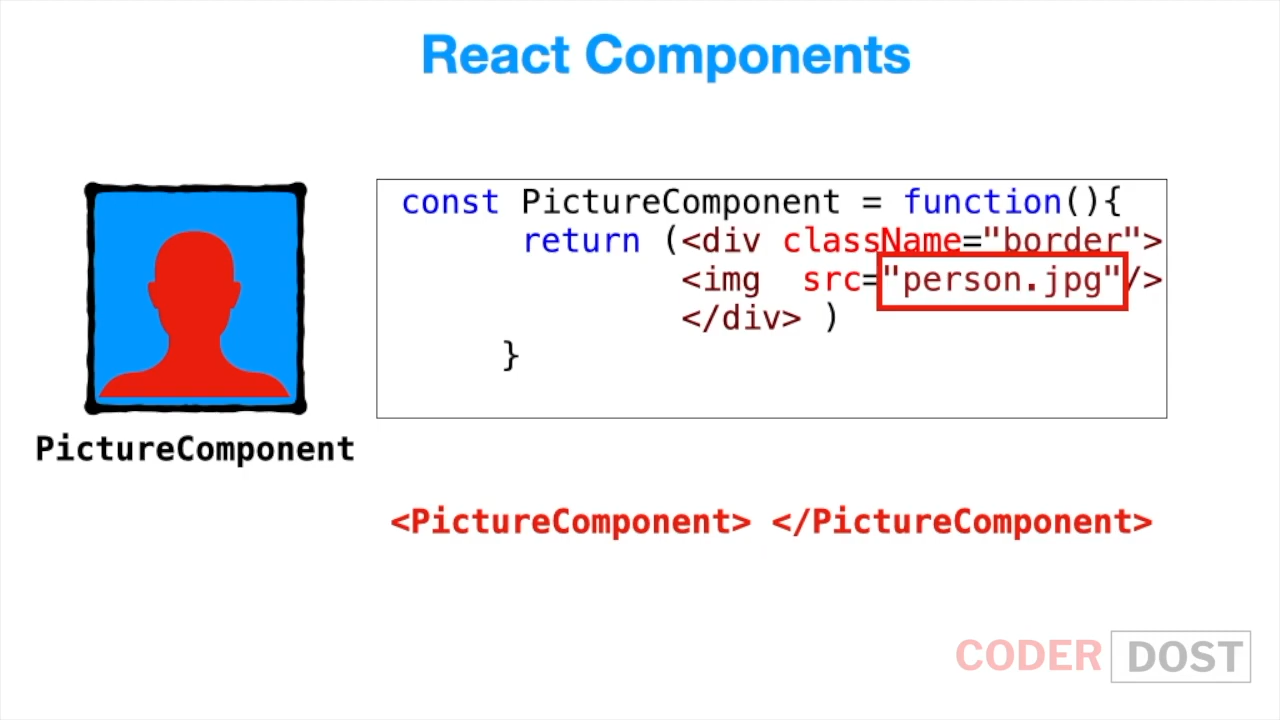 React Components
const PictureComponent = function(){
return (<div className="border">
<img  src="person.jpg"/>
</div> )
}
PictureComponent
<PictureComponent> </PictureComponent>
CODER DOST